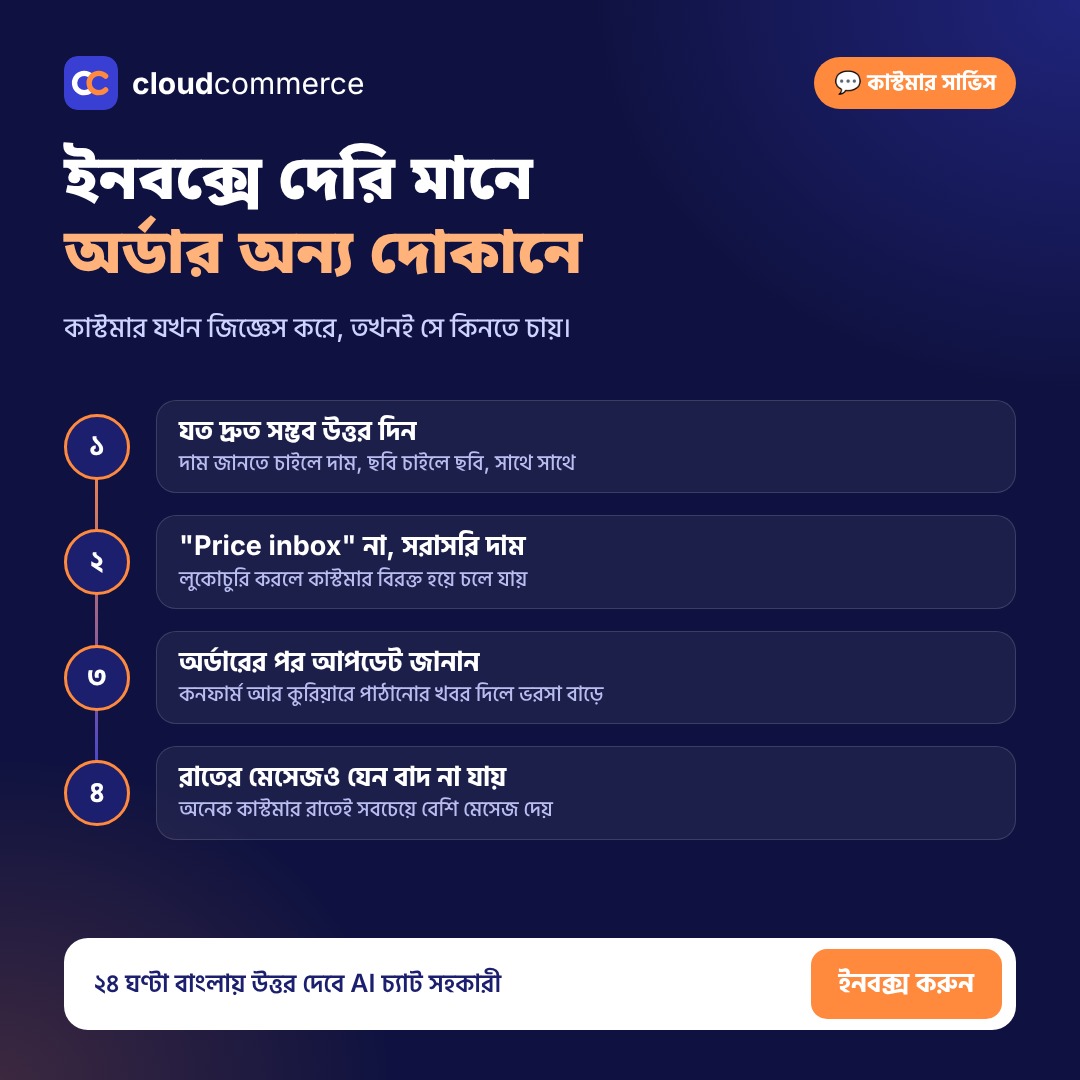 cloudcommerce
💬 কাস্টমার সার্ভিস
ইনবক্সে দেরি মানে
অর্ডার অন্য দোকানে
কাস্টমার যখন জিজ্ঞেস করে, তখনই সে কিনতে চায়।
১
যত দ্রুত সম্ভব উত্তর দিন
দাম জানতে চাইলে দাম, ছবি চাইলে ছবি, সাথে সাথে
২
"Price inbox" না, সরাসরি দাম
লুকোচুরি করলে কাস্টমার বিরক্ত হয়ে চলে যায়
৩
অর্ডারের পর আপডেট জানান
কনফার্ম আর কুরিয়ারে পাঠানোর খবর দিলে ভরসা বাড়ে
৪
রাতের মেসেজও যেন বাদ না যায়
অনেক কাস্টমার রাতেই সবচেয়ে বেশি মেসেজ দেয়
২৪ ঘণ্টা বাংলায় উত্তর দেবে AI চ্যাট সহকারী
ইনবক্স করুন